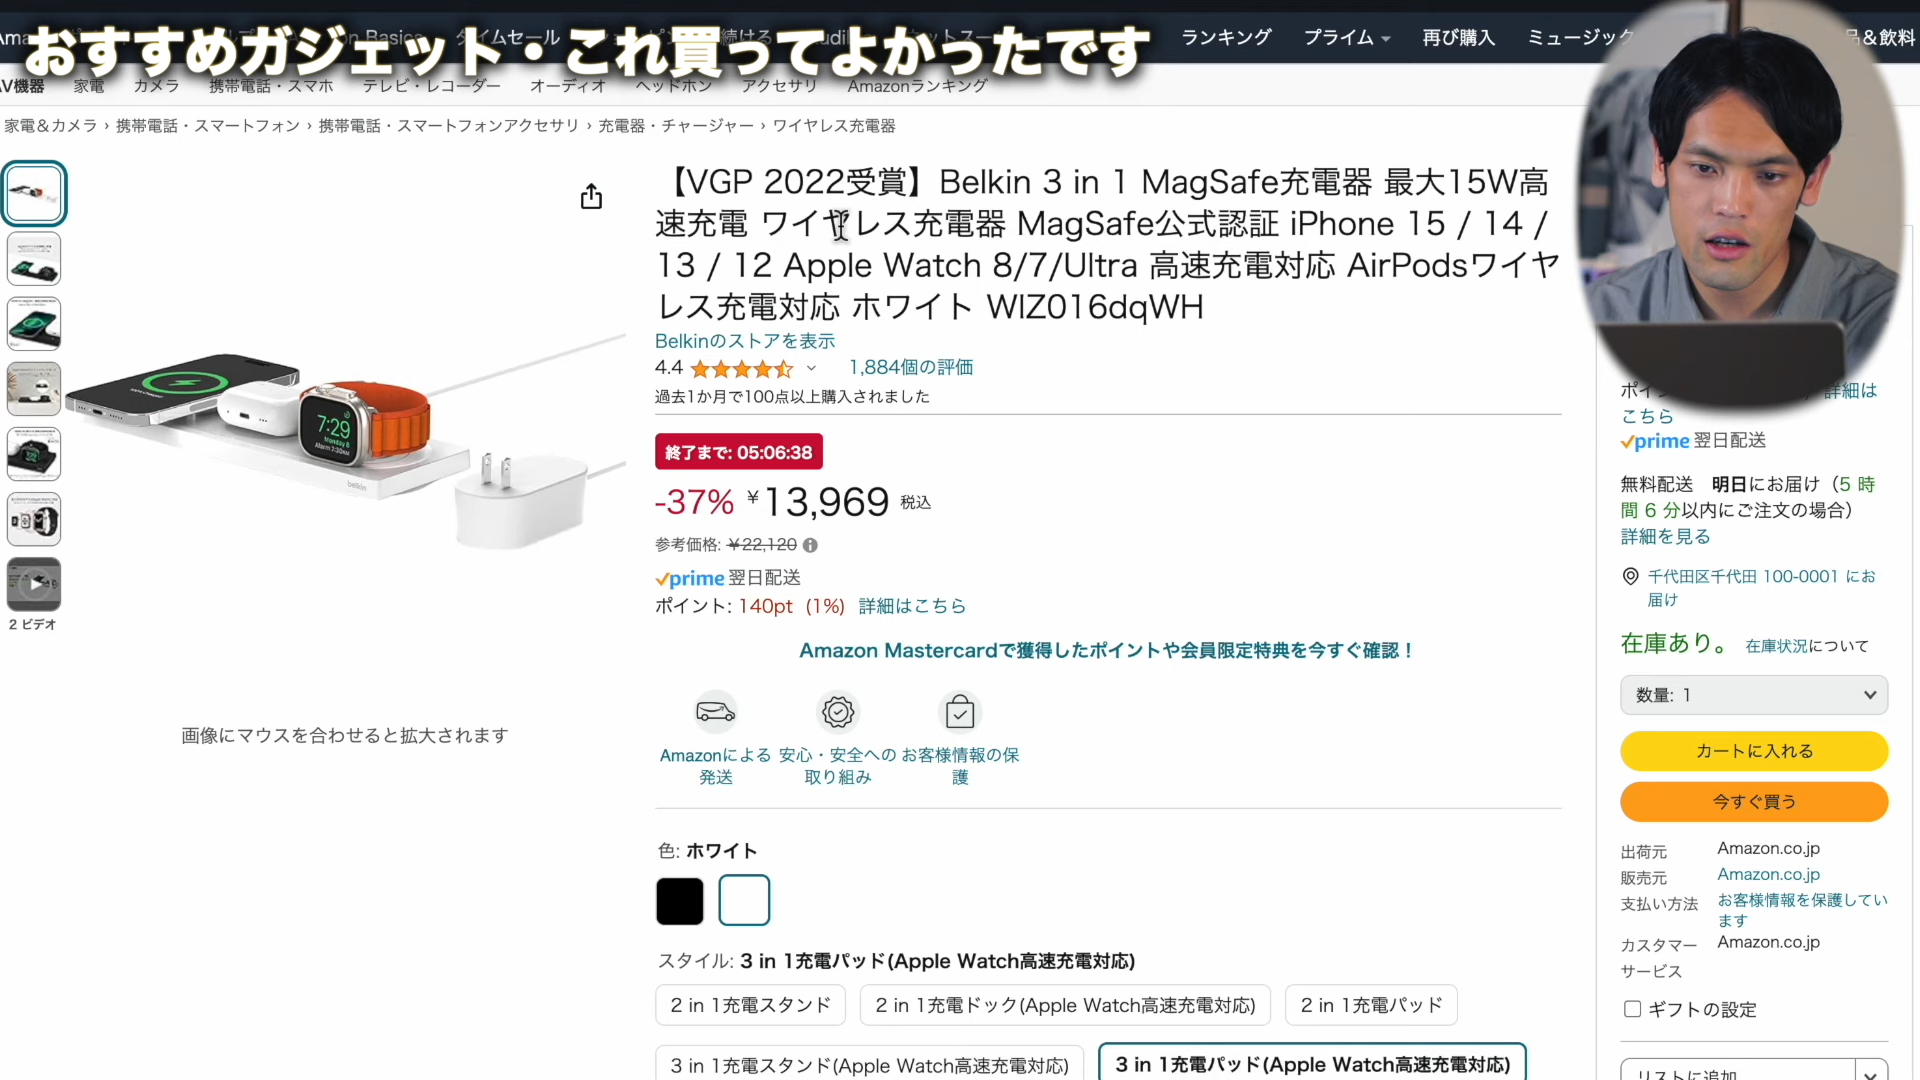 おすすめガジェット・これ買ってよかったです
ランキング プライム 再び購入 ミュージック 品&飲料
AV機器 家電 カメラ 携帯電話・スマホ テレビ・レコーダー オーディオ ヘッドホン アクセサリ Amazonランキング
家電&カメラ › 携帯電話・スマートフォン › 携帯電話・スマートフォンアクセサリ › 充電器・チャージャー › ワイヤレス充電器
【VGP 2022受賞】Belkin 3 in 1 MagSafe充電器 最大15W高
速充電 ワイヤレス充電器 MagSafe公式認証 iPhone 15 / 14 /
13 / 12 Apple Watch 8/7/Ultra 高速充電対応 AirPodsワイヤ
レス充電対応 ホワイト WIZ016dqWH
Belkinのストアを表示
4.4 1,884個の評価
過去1か月で100点以上購入されました
終了まで: 05:06:38
-37% ¥13,969 税込
参考価格: ¥22,120
prime 翌日配送
ポイント: 140pt (1%) 詳細はこちら
Amazon Mastercardで獲得したポイントや会員限定特典を今すぐ確認！
Amazonによる
発送
安心・安全への
取り組み
お客様情報の保
護
色: ホワイト
スタイル: 3 in 1充電パッド(Apple Watch高速充電対応)
2 in 1充電スタンド
2 in 1充電ドック(Apple Watch高速充電対応)
2 in 1充電パッド
3 in 1充電スタンド(Apple Watch高速充電対応)
3 in 1充電パッド(Apple Watch高速充電対応)
7:29
belkin
2 ビデオ
画像にマウスを合わせると拡大されます
詳細は
こちら
prime 翌日配送
無料配送 明日にお届け（5 時
間 6 分以内にご注文の場合）
詳細を見る
千代田区千代田 100-0001 にお
届け
在庫あり。 在庫状況について
数量: 1
カートに入れる
今すぐ買う
出荷元 Amazon.co.jp
販売元 Amazon.co.jp
支払い方法 お客様情報を保護してい
ます
カスタマー Amazon.co.jp
サービス
ギフトの設定
リストに追加